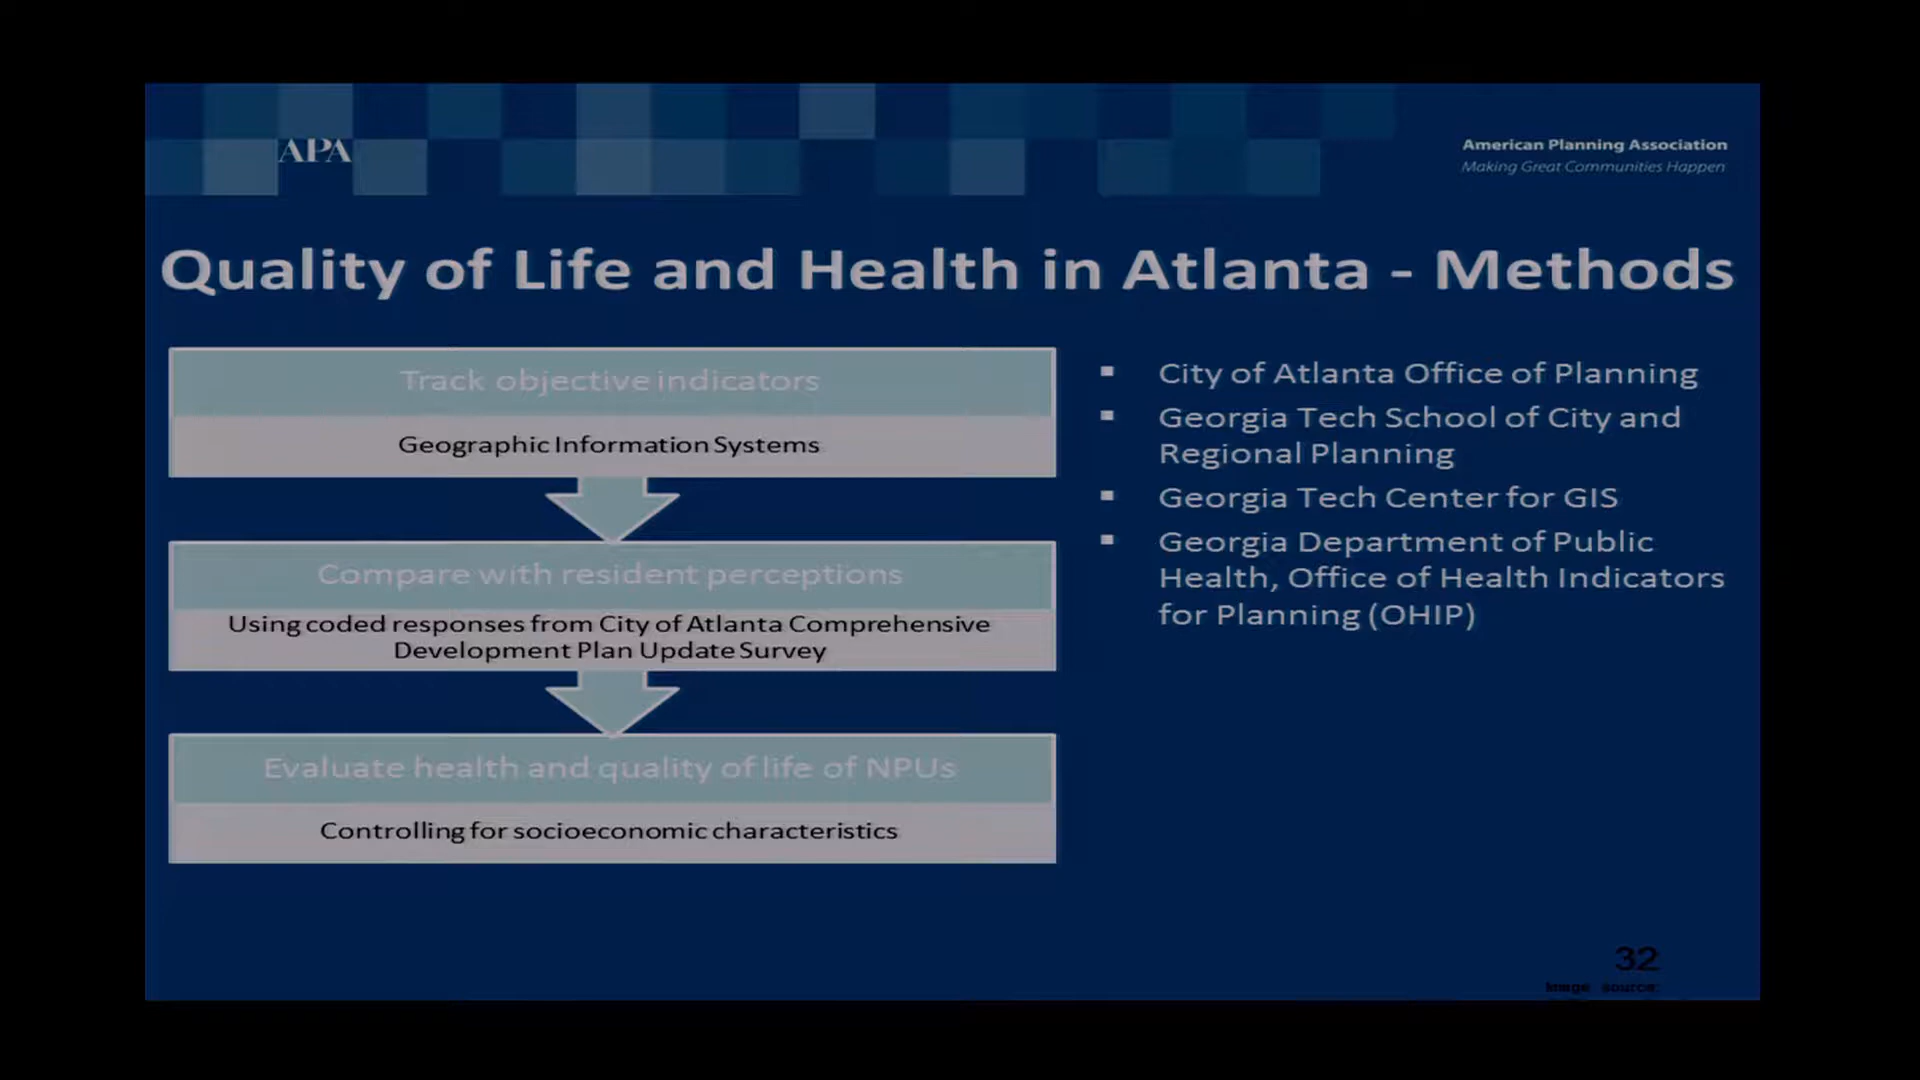 APA
American Planning Association
Making Great Communities Happen
Quality of Life and Health in Atlanta - Methods
Track objective indicators
Geographic Information Systems
Compare with resident perceptions
Using coded responses from City of Atlanta Comprehensive
Development Plan Update Survey
Evaluate health and quality of life of NPUs
Controlling for socioeconomic characteristics
▪ City of Atlanta Office of Planning
▪ Georgia Tech School of City and
Regional Planning
▪ Georgia Tech Center for GIS
▪ Georgia Department of Public
Health, Office of Health Indicators
for Planning (OHIP)
32
Image source: